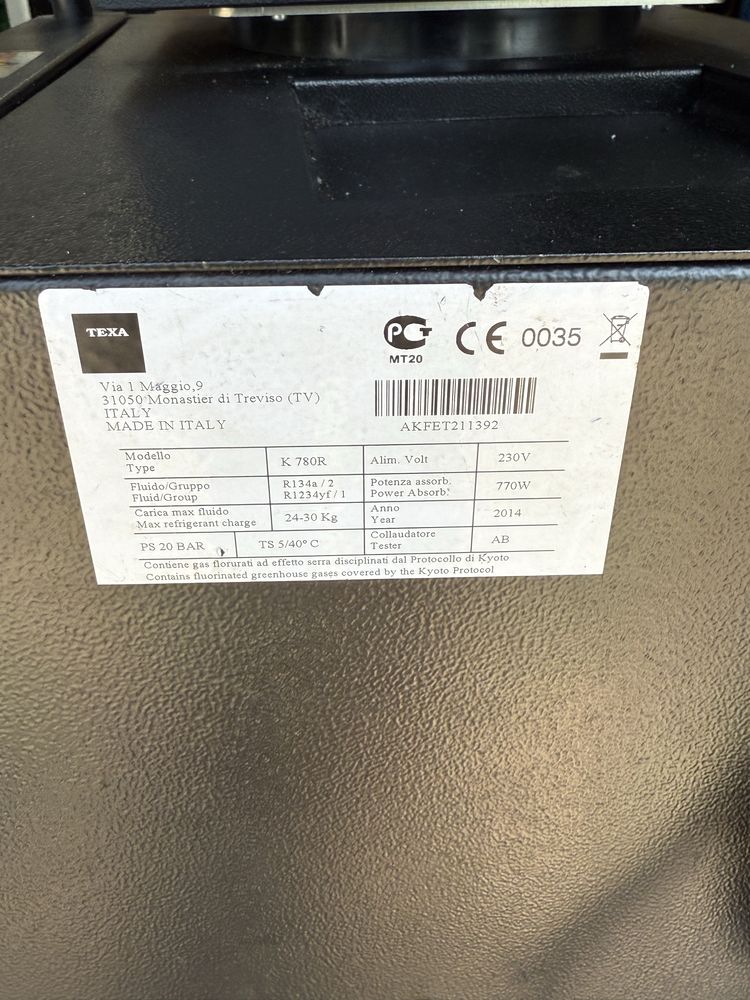 TEXA
PCT
MT20
CE 0035
Via 1 Maggio,9
31050 Monastier di Treviso (TV)
ITALY
MADE IN ITALY
AKFET211392
Modello
Type
K 780R
Alim. Volt
230V
Fluido/Gruppo
Fluid/Group
R134a / 2
R1234yf / 1
Potenza assorb.
Power Absorb.
770W
Carica max fluido
Max refrigerant charge
24-30 Kg
Anno
Year
2014
PS 20 BAR
TS 5/40° C
Collaudatore
Tester
AB
Contiene gas florurati ad effetto serra disciplinati dal Protocollo di Kyoto
Contains fluorinated greenhouse gases covered by the Kyoto Protocol